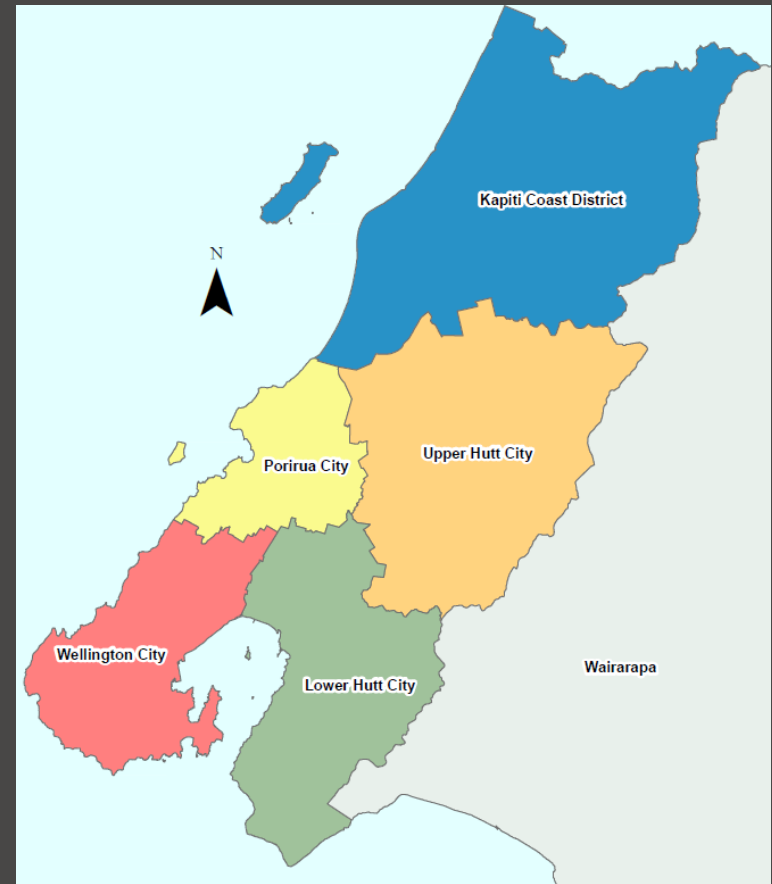 Kapiti Coast District
N
Upper Hutt City
Porirua City
Wellington City
Wairarapa
Lower Hutt City